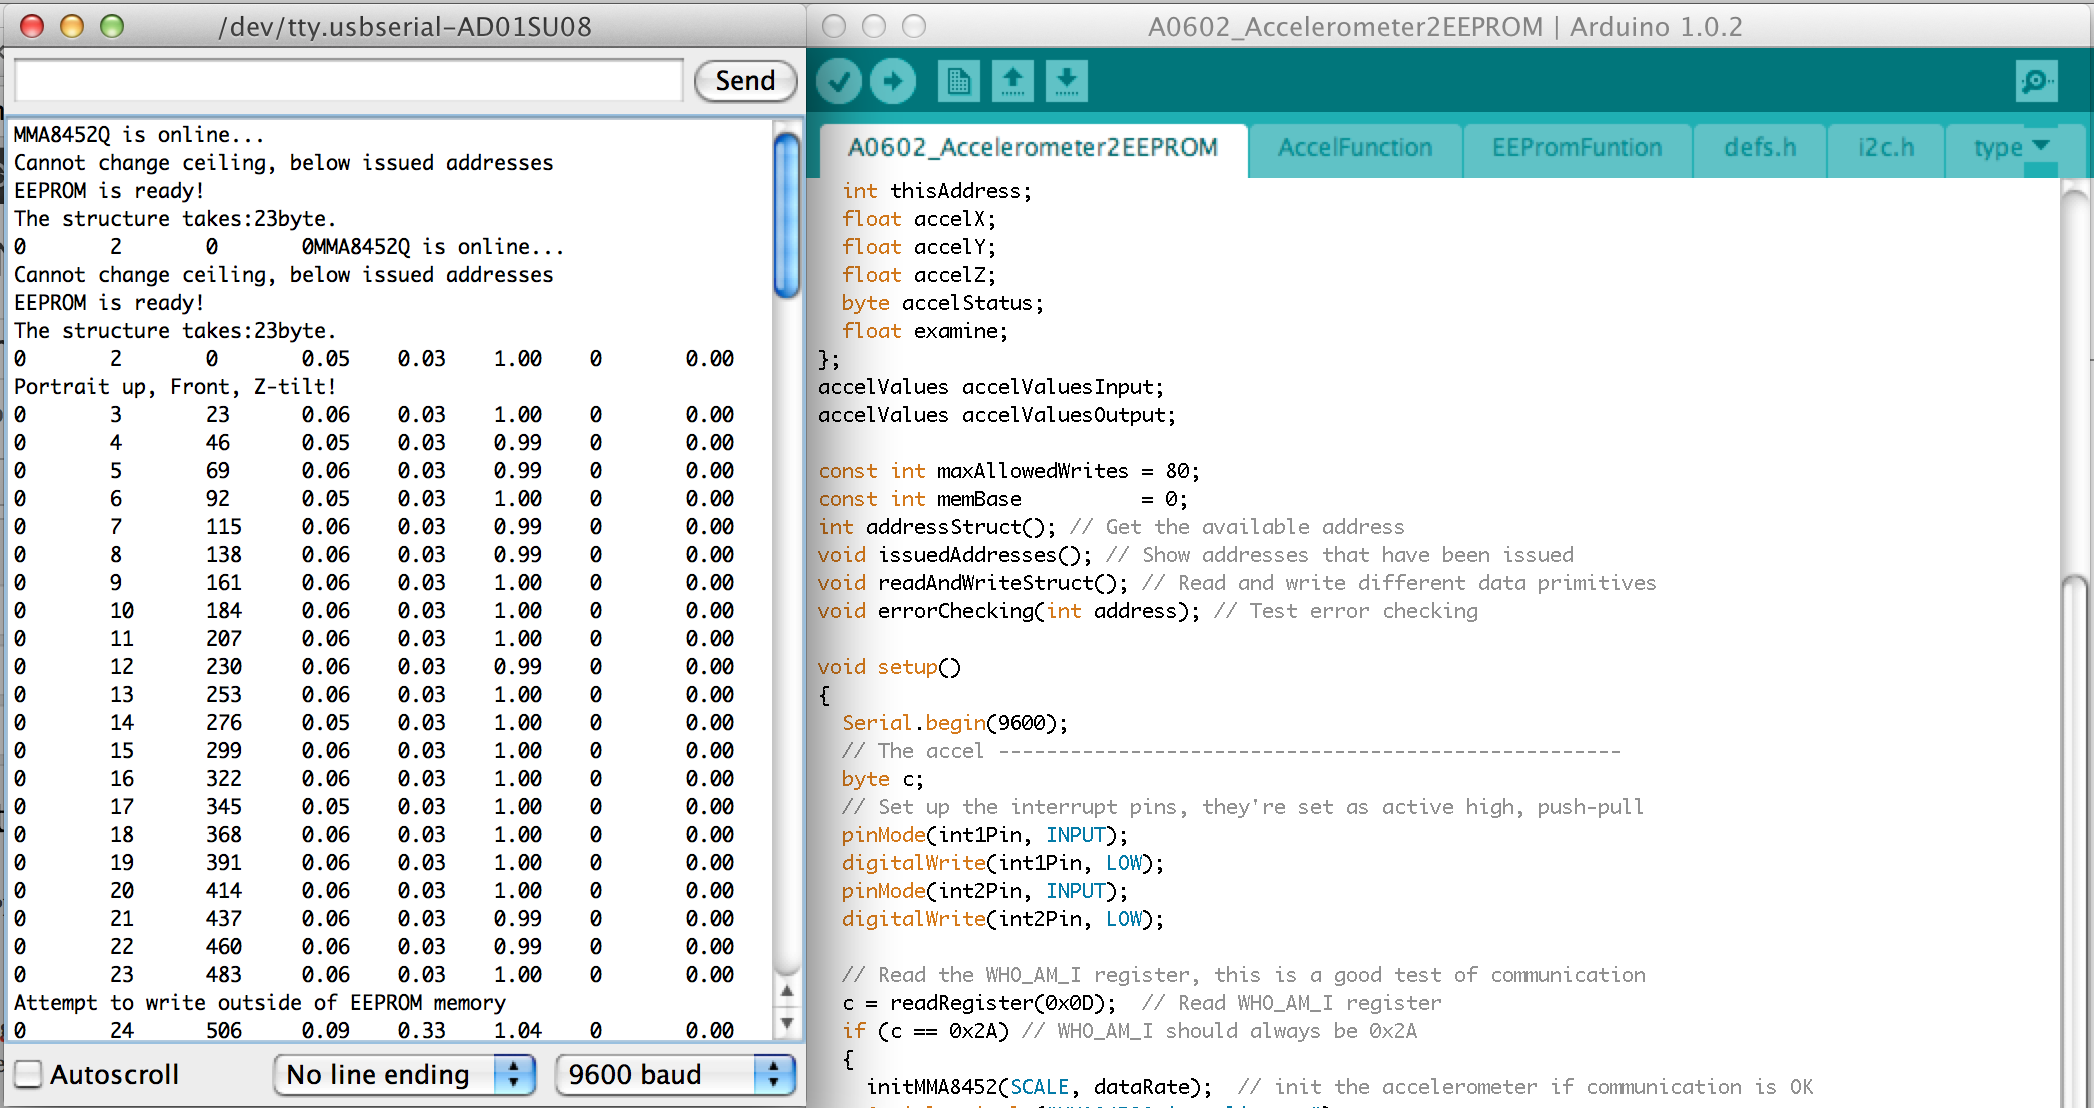 /dev/tty.usbserial-AD01SU08
Send
MMA8452Q is online...
Cannot change ceiling, below issued addresses
EEPROM is ready!
The structure takes:23byte.
0 2 0 0MMA8452Q is online...
Cannot change ceiling, below issued addresses
EEPROM is ready!
The structure takes:23byte.
0 2 0 0.05 0.03 1.00 0 0.00
Portrait up, Front, Z-tilt!
0 3 23 0.06 0.03 1.00 0 0.00
0 4 46 0.05 0.03 0.99 0 0.00
0 5 69 0.06 0.03 0.99 0 0.00
0 6 92 0.05 0.03 1.00 0 0.00
0 7 115 0.06 0.03 0.99 0 0.00
0 8 138 0.06 0.03 0.99 0 0.00
0 9 161 0.06 0.03 1.00 0 0.00
0 10 184 0.06 0.03 1.00 0 0.00
0 11 207 0.06 0.03 1.00 0 0.00
0 12 230 0.06 0.03 0.99 0 0.00
0 13 253 0.06 0.03 1.00 0 0.00
0 14 276 0.05 0.03 1.00 0 0.00
0 15 299 0.06 0.03 1.00 0 0.00
0 16 322 0.06 0.03 1.00 0 0.00
0 17 345 0.05 0.03 1.00 0 0.00
0 18 368 0.06 0.03 1.00 0 0.00
0 19 391 0.06 0.03 1.00 0 0.00
0 20 414 0.06 0.03 1.00 0 0.00
0 21 437 0.06 0.03 0.99 0 0.00
0 22 460 0.06 0.03 0.99 0 0.00
0 23 483 0.06 0.03 1.00 0 0.00
Attempt to write outside of EEPROM memory
0 24 506 0.09 0.33 1.04 0 0.00
Autoscroll
No line ending
9600 baud
A0602_Accelerometer2EEPROM | Arduino 1.0.2
A0602_Accelerometer2EEPROM AccelFunction EEPromFuntion defs.h i2c.h type
int thisAddress;
float accelX;
float accelY;
float accelZ;
byte accelStatus;
float examine;
};
accelValues accelValuesInput;
accelValues accelValuesOutput;
const int maxAllowedWrites = 80;
const int memBase = 0;
int addressStruct(); // Get the available address
void issuedAddresses(); // Show addresses that have been issued
void readAndWriteStruct(); // Read and write different data primitives
void errorChecking(int address); // Test error checking
void setup()
{
Serial.begin(9600);
// The accel ----------------------------------------------------
byte c;
// Set up the interrupt pins, they're set as active high, push-pull
pinMode(int1Pin, INPUT);
digitalWrite(int1Pin, LOW);
pinMode(int2Pin, INPUT);
digitalWrite(int2Pin, LOW);
// Read the WHO_AM_I register, this is a good test of communication
c = readRegister(0x0D); // Read WHO_AM_I register
if (c == 0x2A) // WHO_AM_I should always be 0x2A
{
initMMA8452(SCALE, dataRate); // init the accelerometer if communication is OK